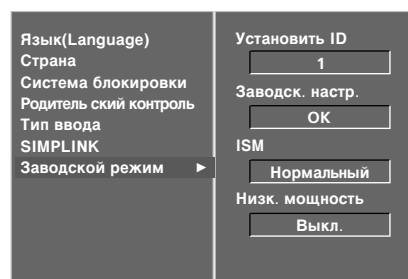 Язык(Language)
Страна
Система блокировки
Родитель ский контроль
Тип ввода
SIMPLINK
Заводской режим ►
Установить ID
1
Заводск. настр.
OK
ISM
Нормальный
Низк. мощность
Выкл.